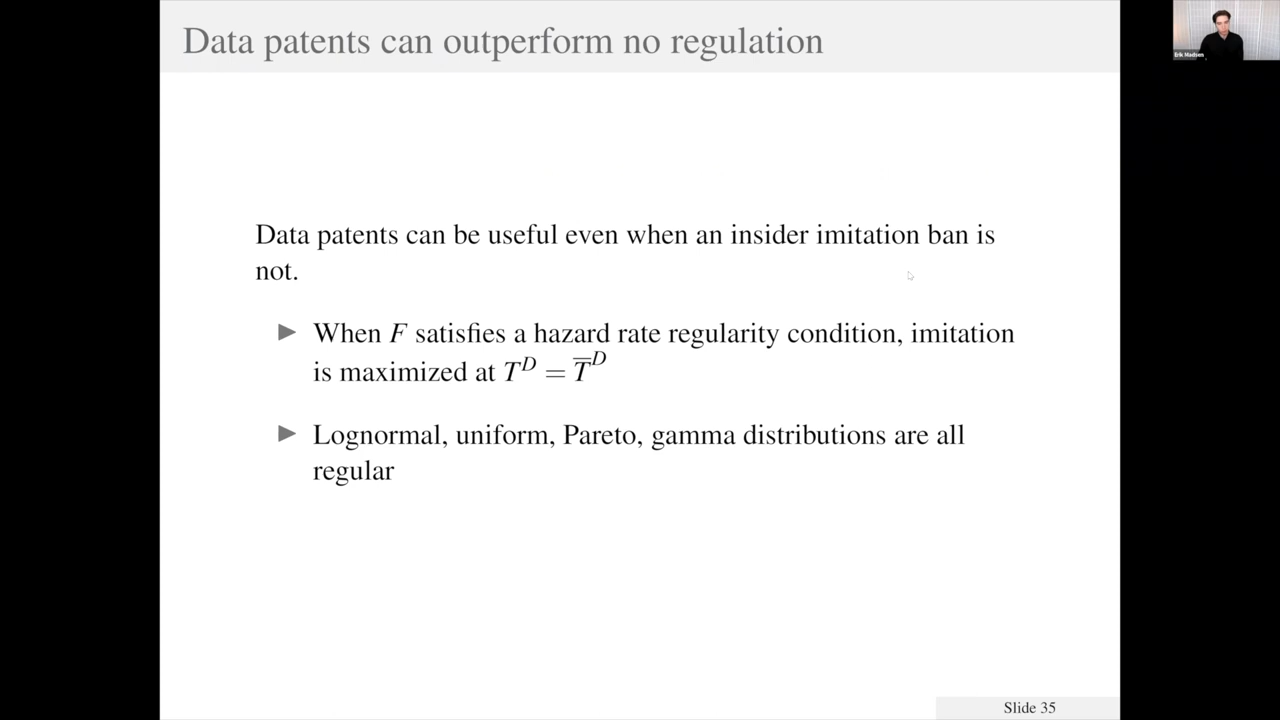 Data patents can outperform no regulation
Erik Madsen
Data patents can be useful even when an insider imitation ban is
not.
▶ When F satisfies a hazard rate regularity condition, imitation
is maximized at T^D = T̅^D
▶ Lognormal, uniform, Pareto, gamma distributions are all
regular
Slide 35